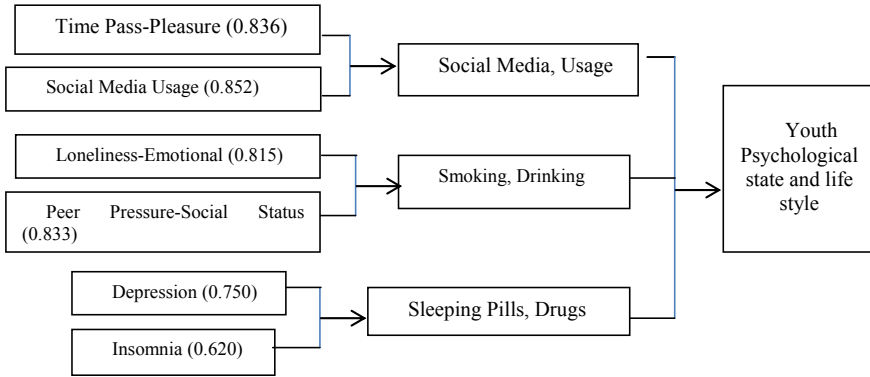 Time Pass-Pleasure (0.836)
Social Media Usage (0.852)
Social Media, Usage
Loneliness-Emotional (0.815)
Peer Pressure-Social Status
(0.833)
Smoking, Drinking
Depression (0.750)
Insomnia (0.620)
Sleeping Pills, Drugs
Youth
Psychological
state and life
style